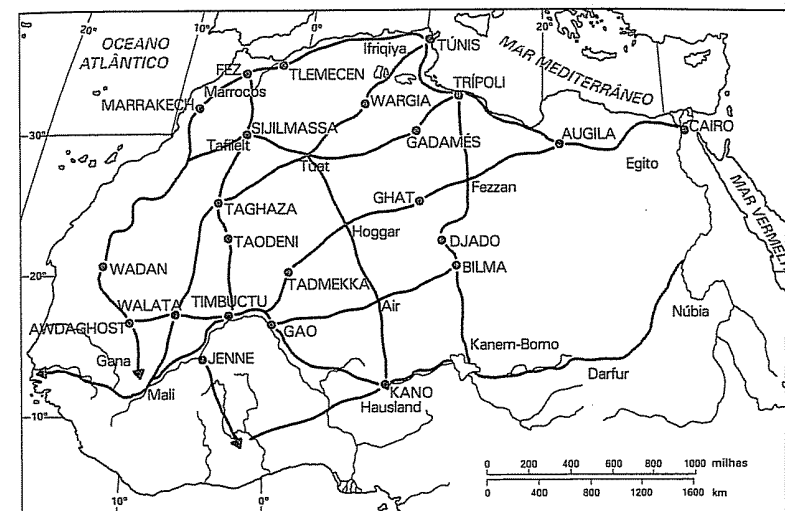 20° 10° 0° 10° 20°
OCEANO
ATLÂNTICO
Ifriqiya
TÚNIS
MAR MEDITERRÂNEO
FEZ
TLEMECEN
Marrocos
MARRAKECH
WARGIA
TRÍPOLI
30°
SIJILMASSA
Tafilelt
GADAMÉS
AUGILA
CAIRO
Tuat
Egito
MAR VERMEL
GHAT
Fezzan
TAGHAZA
Hoggar
TAODENI
DJADO
WADAN
TADMEKKA
BILMA
20°
WALATA
TIMBUCTU
Air
AWDAGHOST
GAO
Núbia
Gana
JENNE
Kanem-Borno
Mali
KANO
Darfur
Hausland
10°
0 200 400 600 800 1000 milhas
0 400 800 1200 1600 km
10° 0°